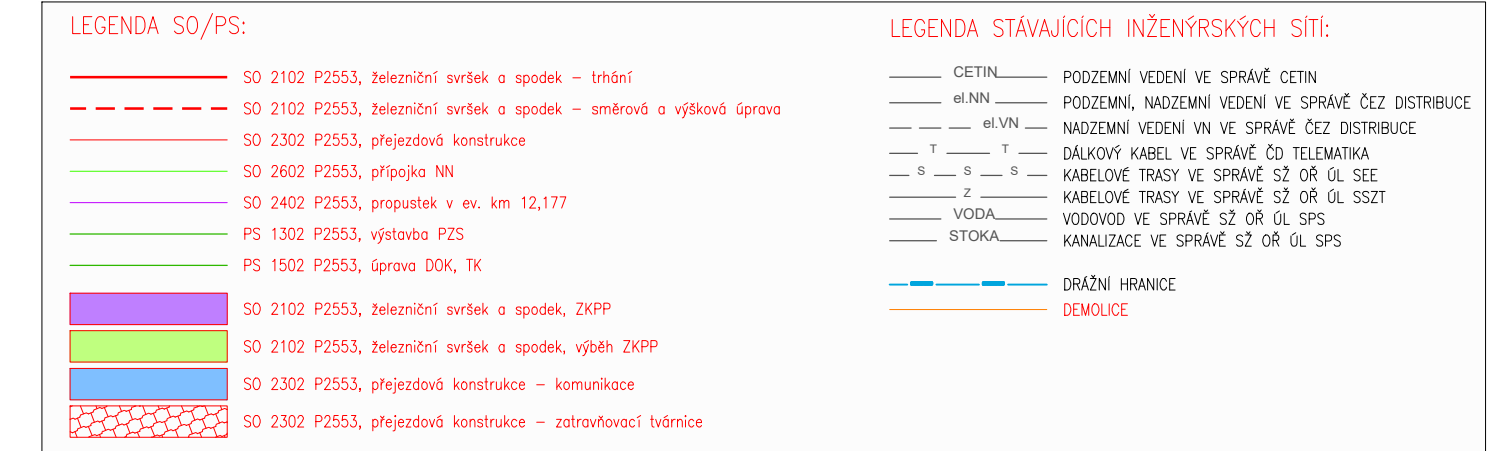 LEGENDA SO/PS:
SO 2102 P2553, železniční svršek a spodek – trhání
SO 2102 P2553, železniční svršek a spodek – směrová a výšková úprava
SO 2302 P2553, přejezdová konstrukce
SO 2602 P2553, přípojka NN
SO 2402 P2553, propustek v ev. km 12,177
PS 1302 P2553, výstavba PZS
PS 1502 P2553, úprava DOK, TK
SO 2102 P2553, železniční svršek a spodek, ZKPP
SO 2102 P2553, železniční svršek a spodek, výběh ZKPP
SO 2302 P2553, přejezdová konstrukce – komunikace
SO 2302 P2553, přejezdová konstrukce – zatravňovací tvárnice
LEGENDA STÁVAJÍCÍCH INŽENÝRSKÝCH SÍTÍ:
CETIN PODZEMNÍ VEDENÍ VE SPRÁVĚ CETIN
el.NN PODZEMNÍ, NADZEMNÍ VEDENÍ VE SPRÁVĚ ČEZ DISTRIBUCE
el.VN NADZEMNÍ VEDENÍ VN VE SPRÁVĚ ČEZ DISTRIBUCE
T T DÁLKOVÝ KABEL VE SPRÁVĚ ČD TELEMATIKA
S S S KABELOVÉ TRASY VE SPRÁVĚ SŽ OŘ ÚL SEE
Z KABELOVÉ TRASY VE SPRÁVĚ SŽ OŘ ÚL SSZT
VODA VODOVOD VE SPRÁVĚ SŽ OŘ ÚL SPS
STOKA KANALIZACE VE SPRÁVĚ SŽ OŘ ÚL SPS
DRÁŽNÍ HRANICE
DEMOLICE